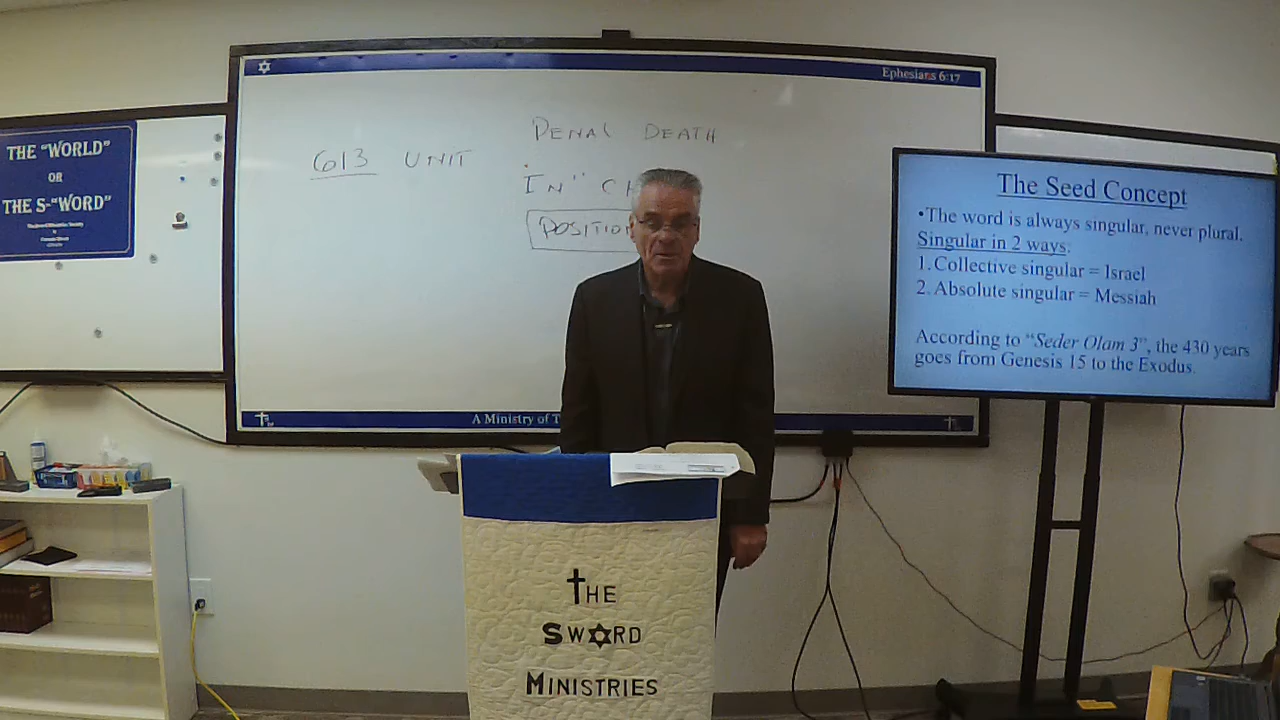 THE "WORLD"
OR
THE S-"WORD"
Ephesians 6:17
PENAL DEATH
613 UNIT
IN" CH
POSITION
A Ministry of T
The Seed Concept
•The word is always singular, never plural.
Singular in 2 ways:
1. Collective singular = Israel
2. Absolute singular = Messiah
According to "Seder Olam 3", the 430 years
goes from Genesis 15 to the Exodus.
THE
SWORD
MINISTRIES